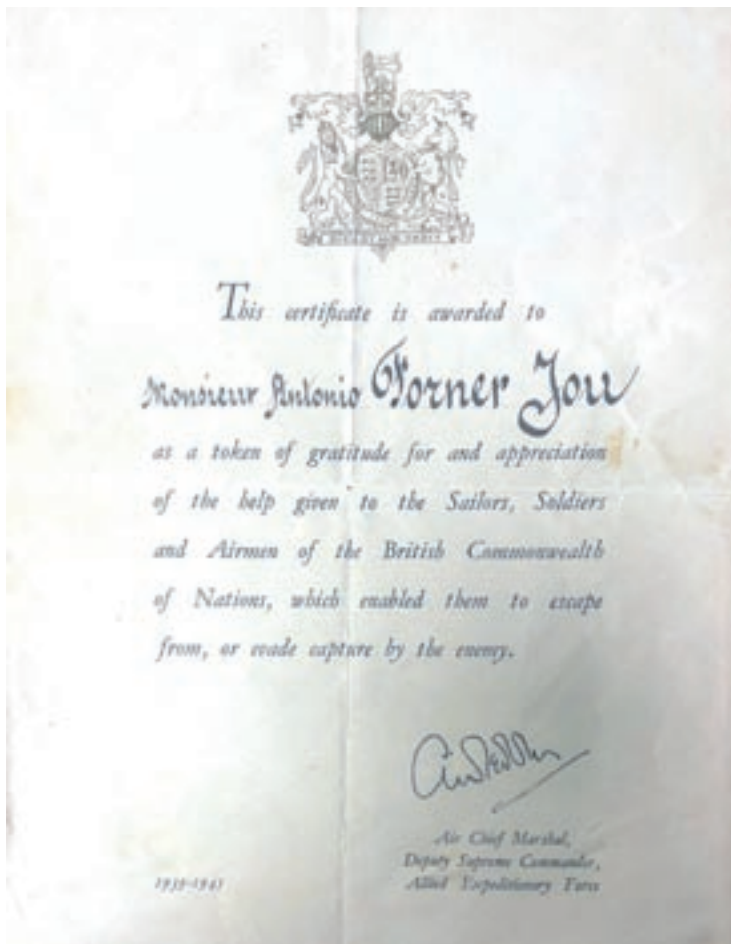 This certificate is awarded to
Monsieur Antonio Forner Jou
as a token of gratitude for and appreciation
of the help given to the Sailors, Soldiers
and Airmen of the British Commonwealth
of Nations, which enabled them to escape
from, or evade capture by the enemy.
Air Chief Marshal,
Deputy Supreme Commander,
Allied Expeditionary Force